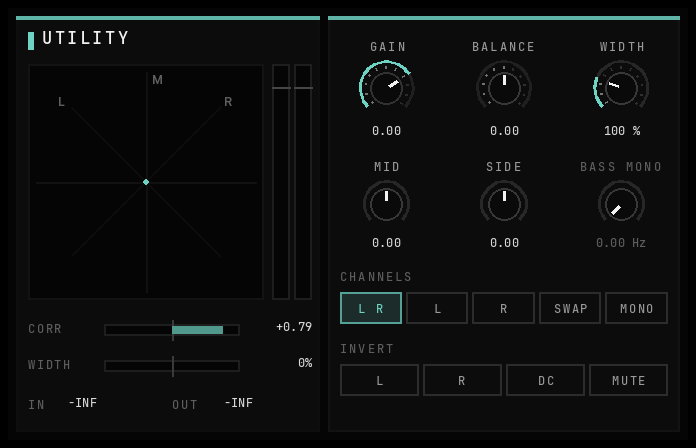 UTILITY
M
L R
CORR +0.79
WIDTH 0%
IN -INF OUT -INF
GAIN BALANCE WIDTH
0.00 0.00 100 %
MID SIDE BASS MONO
0.00 0.00 0.00 Hz
CHANNELS
L R L R SWAP MONO
INVERT
L R DC MUTE